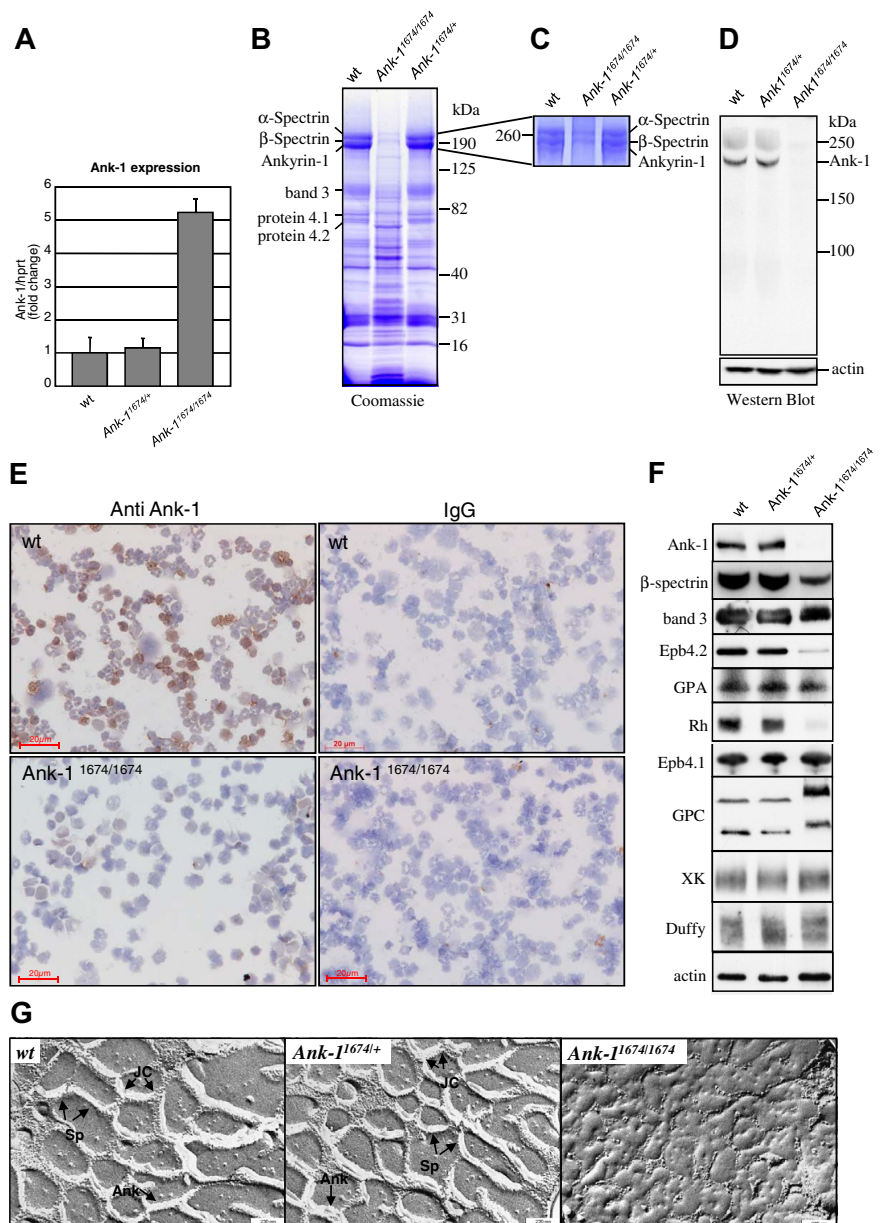 A
Ank-1 expression
Ank-1/hprt
(fold change)
6
5
4
3
2
1
0
wt
Ank-1^1674/+
Ank-1^1674/1674
B
wt
Ank-1^1674/1674
Ank-1^1674/+
α-Spectrin
β-Spectrin
Ankyrin-1
band 3
protein 4.1
protein 4.2
kDa
190
125
82
40
31
16
Coomassie
C
wt
Ank-1^1674/1674
Ank-1^1674/+
260
α-Spectrin
β-Spectrin
Ankyrin-1
D
wt
Ank1^1674/+
Ank1^1674/1674
kDa
250
Ank-1
150
100
actin
Western Blot
E
Anti Ank-1
IgG
wt
20μm
wt
20 μm
Ank-1 1674/1674
20μm
Ank-1 1674/1674
20μm
F
wt
Ank-1^1674/+
Ank-1^1674/1674
Ank-1
β-spectrin
band 3
Epb4.2
GPA
Rh
Epb4.1
GPC
XK
Duffy
actin
G
wt
JC
Sp
Ank
Ank-1^1674/+
JC
Sp
Ank
Ank-1^1674/1674